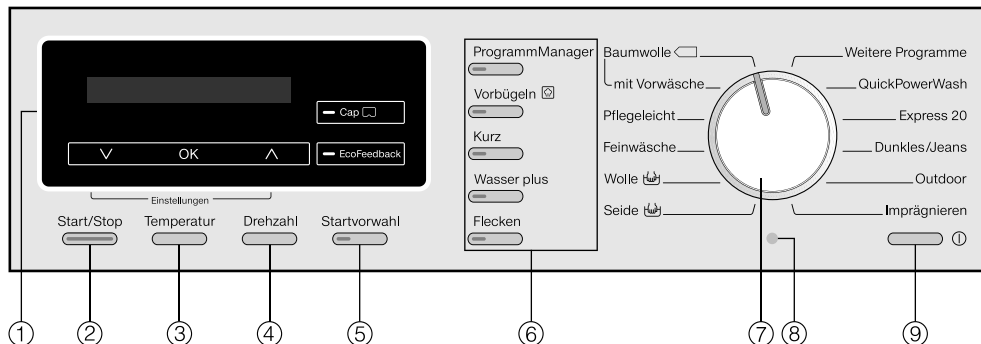 Cap
OK
EcoFeedback
Einstellungen
Start/Stop
Temperatur
Drehzahl
Startvorwahl
ProgrammManager
Vorbügeln
Kurz
Wasser plus
Flecken
Baumwolle
mit Vorwäsche
Pflegeleicht
Feinwäsche
Wolle
Seide
Weitere Programme
QuickPowerWash
Express 20
Dunkles/Jeans
Outdoor
Imprägnieren
① ② ③ ④ ⑤ ⑥ ⑦ ⑧ ⑨